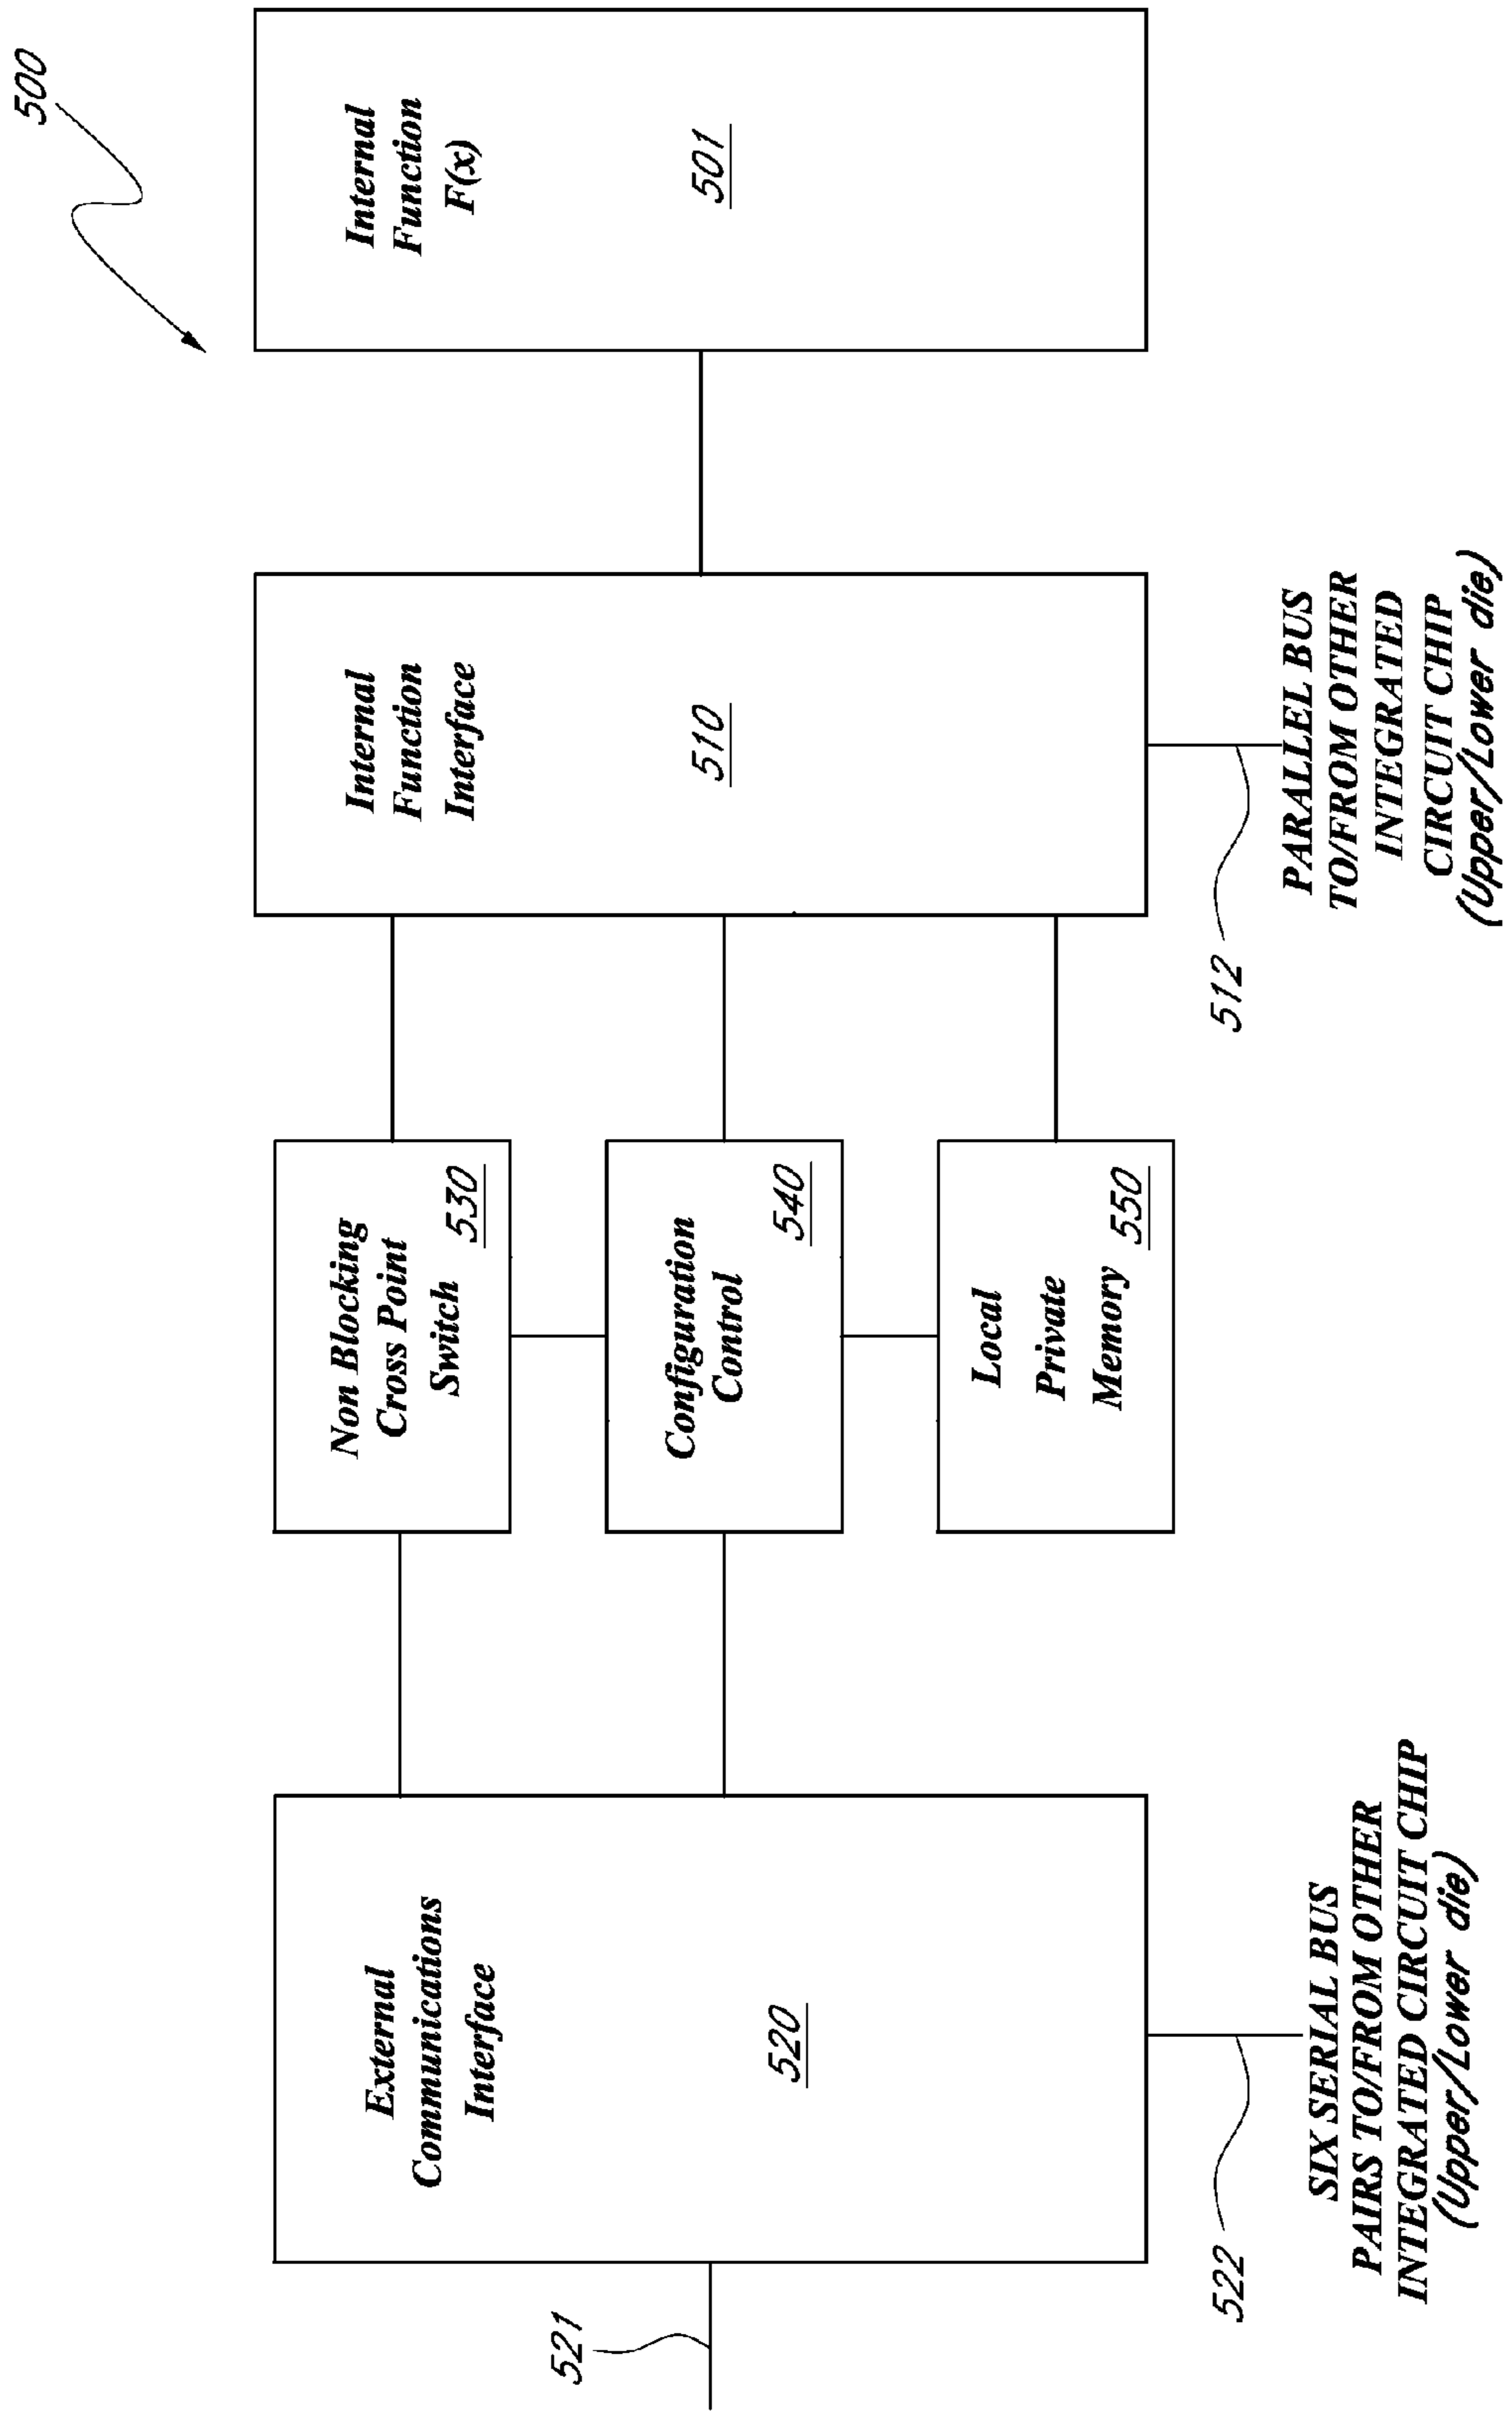 500
External
Communications
Interface
520
521
522
SIX SERIAL BUS
PAIRS TO/FROM OTHER
INTEGRATED CIRCUIT CHIP
(Upper/Lower die)
Non Blocking
Cross Point
Switch
530
Configuration
Control
540
Local
Private
Memory
550
Internal
Function
Interface
510
512
PARALLEL BUS
TO/FROM OTHER
INTEGRATED
CIRCUIT CHIP
(Upper/Lower die)
Internal
Function
F(x)
501